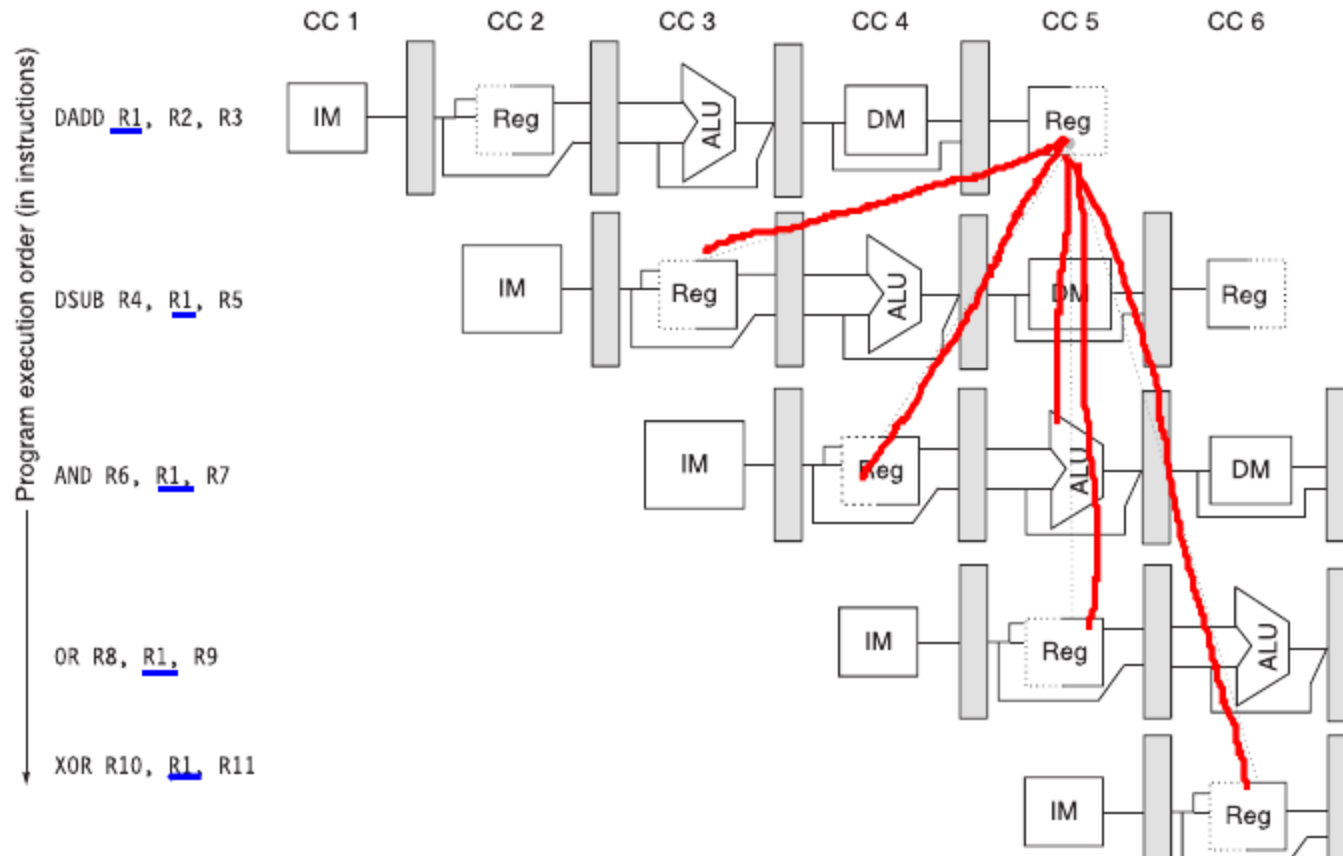 CC 1 CC 2 CC 3 CC 4 CC 5 CC 6
Program execution order (in instructions)
DADD R1, R2, R3 IM Reg ALU DM Reg
DSUB R4, R1, R5 IM Reg ALU DM Reg
AND R6, R1, R7 IM Reg ALU DM
OR R8, R1, R9 IM Reg ALU
XOR R10, R1, R11 IM Reg